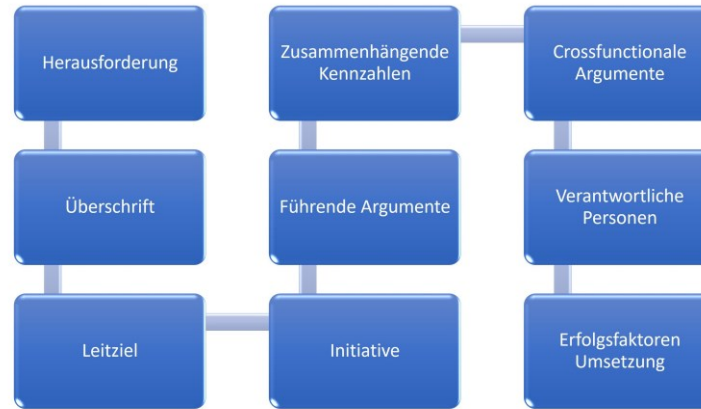 Herausforderung
Überschrift
Leitziel
Initiative
Führende Argumente
Zusammenhängende
Kennzahlen
Crossfunctionale
Argumente
Verantwortliche
Personen
Erfolgsfaktoren
Umsetzung